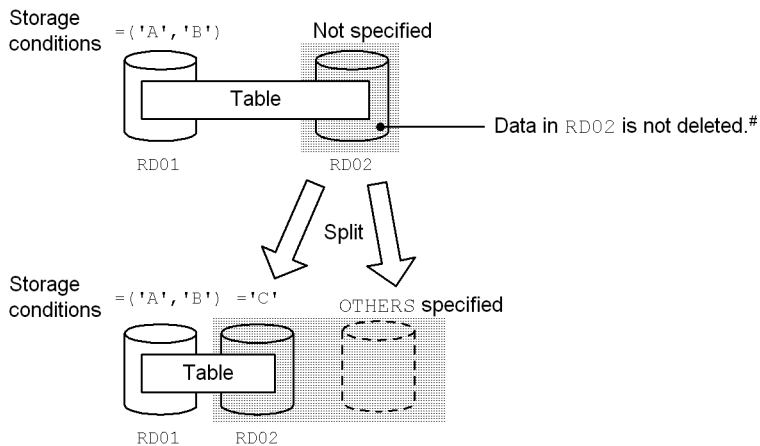 Storage conditions
=('A','B')
Not specified
Table
Data in RD02 is not deleted.#
RD01
RD02
Split
Storage conditions
=('A','B')
='C'
OTHERS specified
Table
RD01
RD02